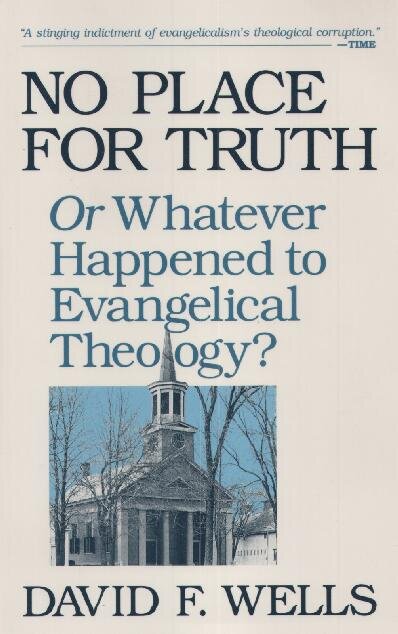 "A stinging indictment of evangelicalism's theological corruption."
—TIME
NO PLACE
FOR TRUTH
Or Whatever
Happened to
Evangelical
Theology?
DAVID F. WELLS